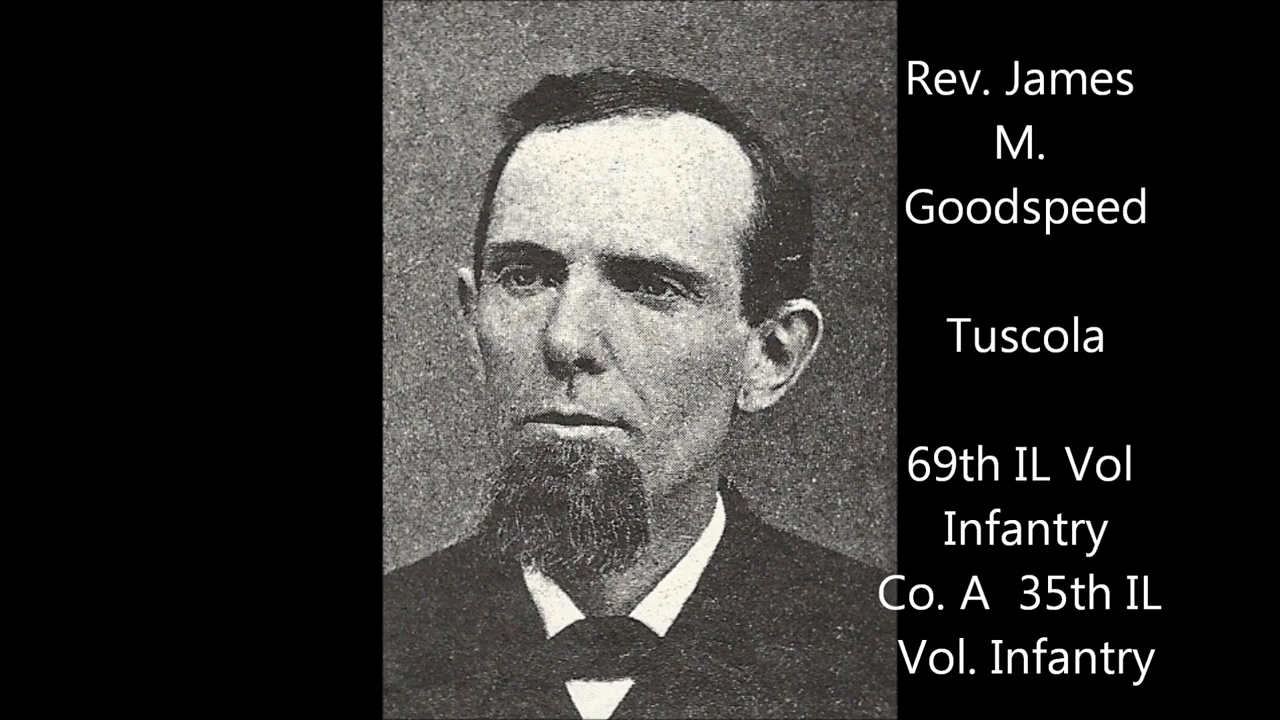 Rev. James
M.
Goodspeed
Tuscola
69th IL Vol
Infantry
Co. A 35th IL
Vol. Infantry